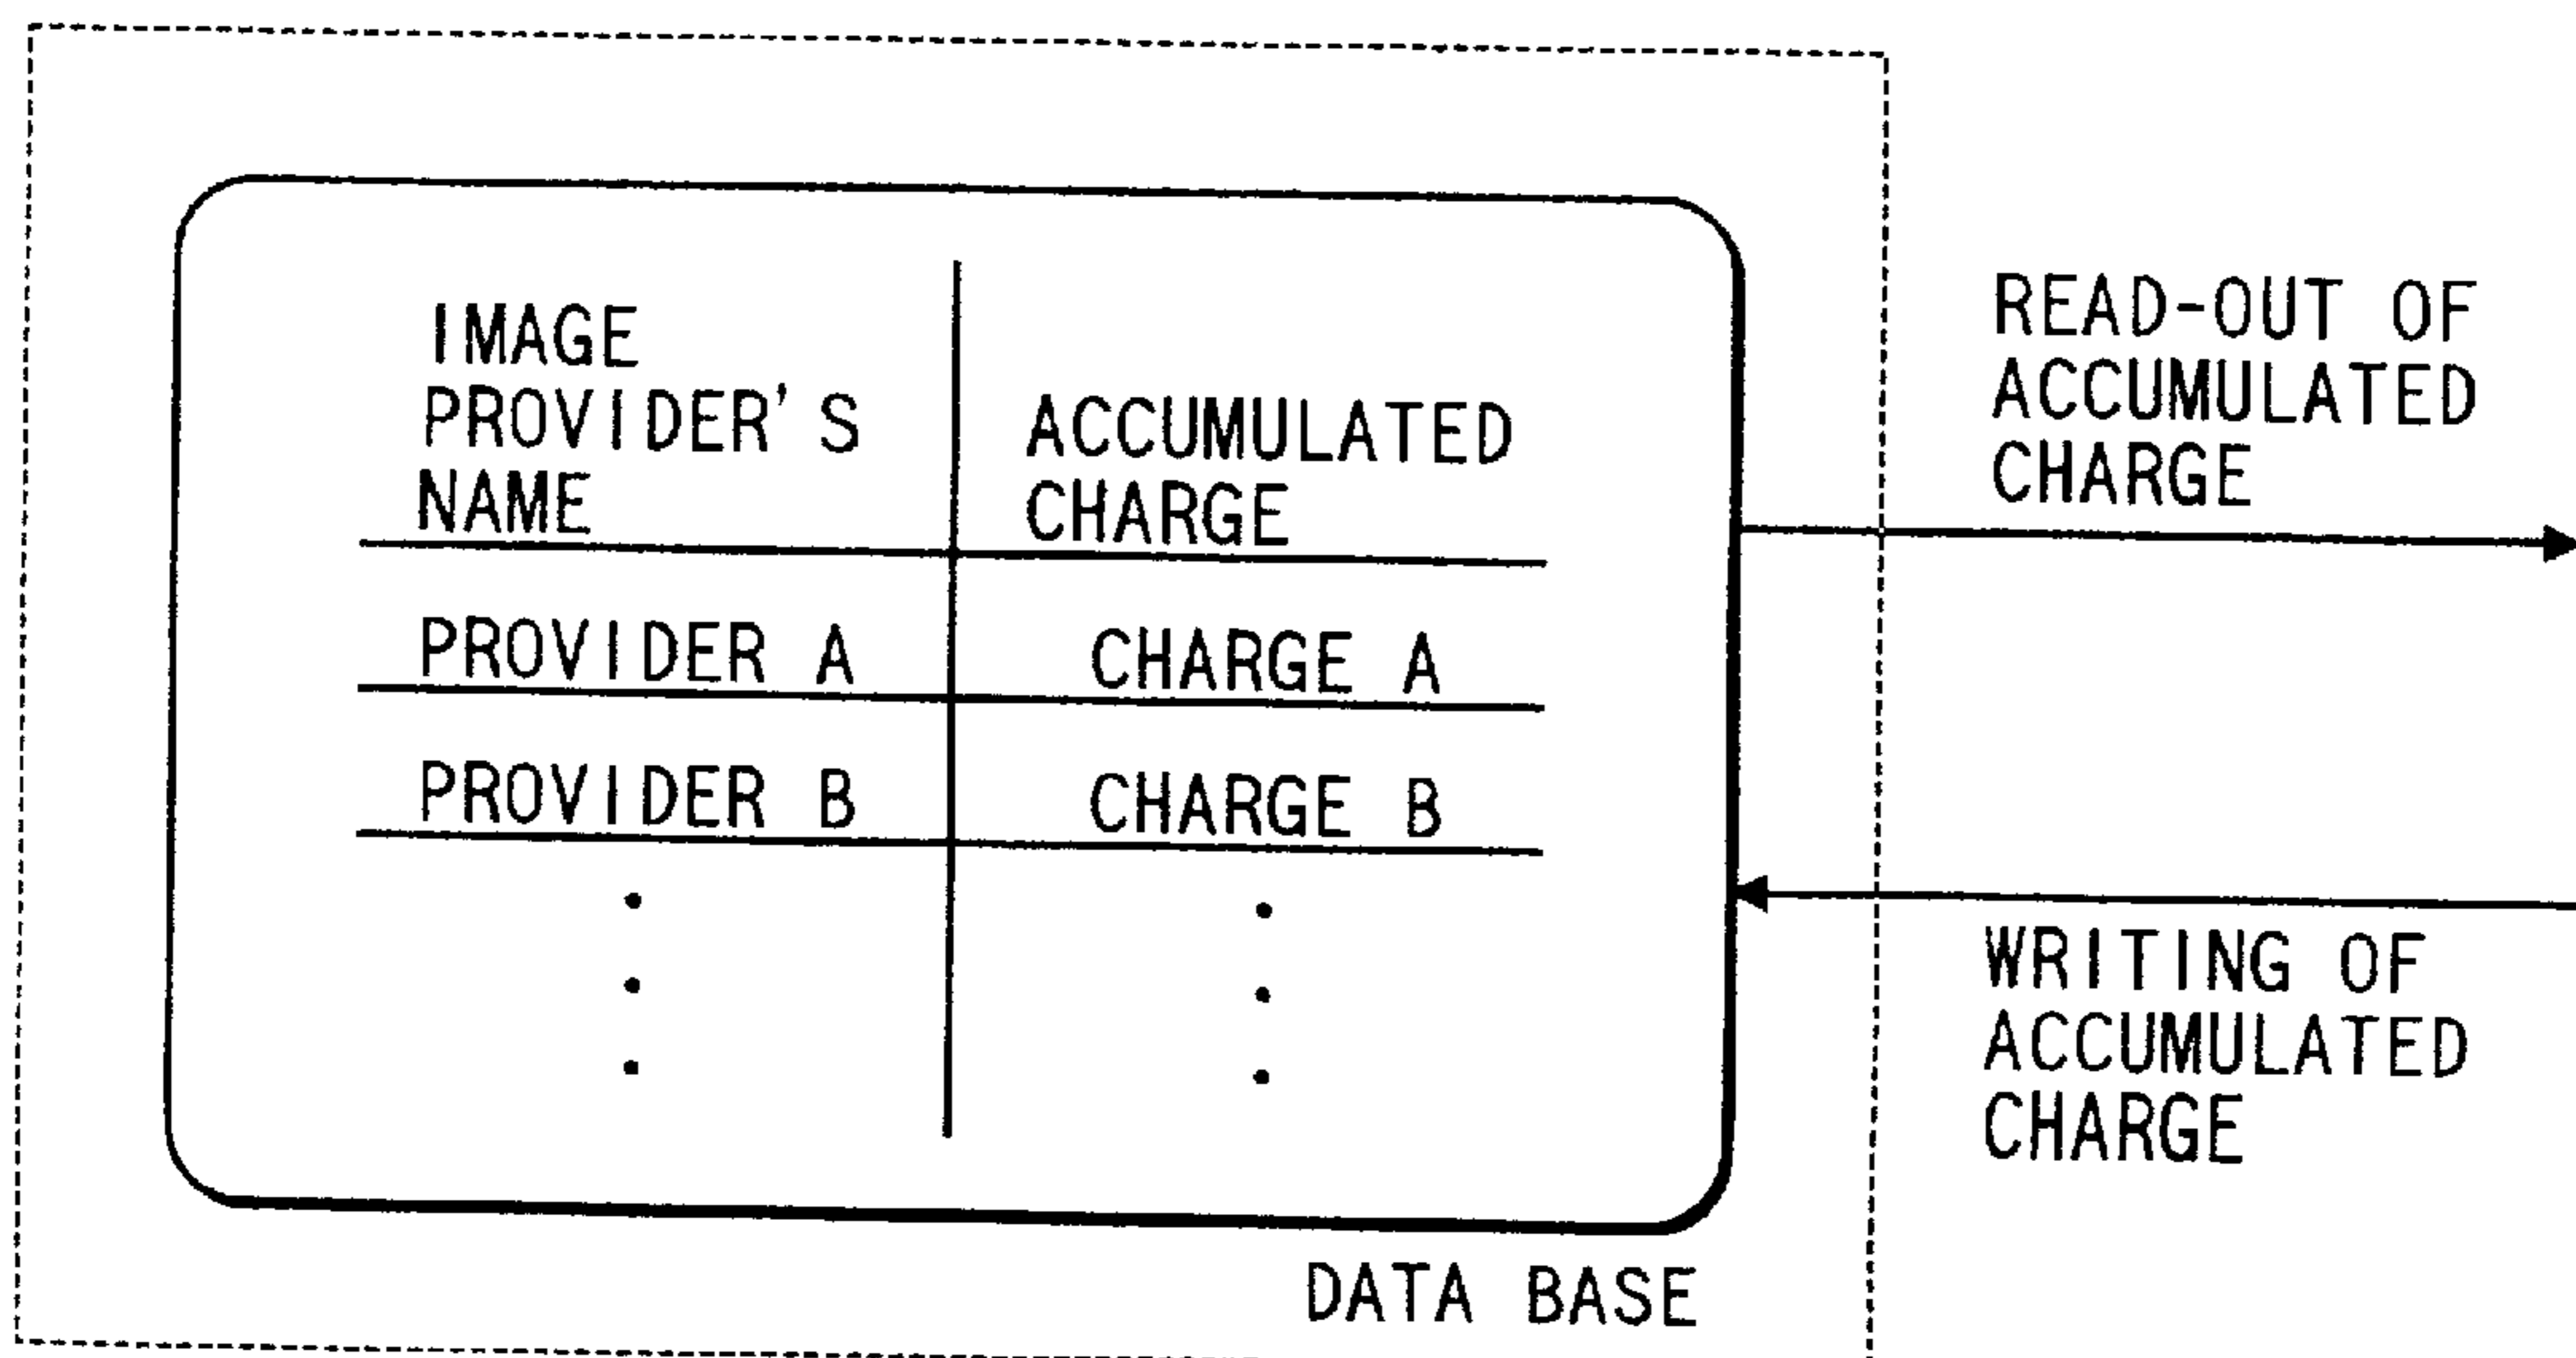 IMAGE
PROVIDER'S
NAME
ACCUMULATED
CHARGE
PROVIDER A
CHARGE A
PROVIDER B
CHARGE B
DATA BASE
READ-OUT OF
ACCUMULATED
CHARGE
WRITING OF
ACCUMULATED
CHARGE